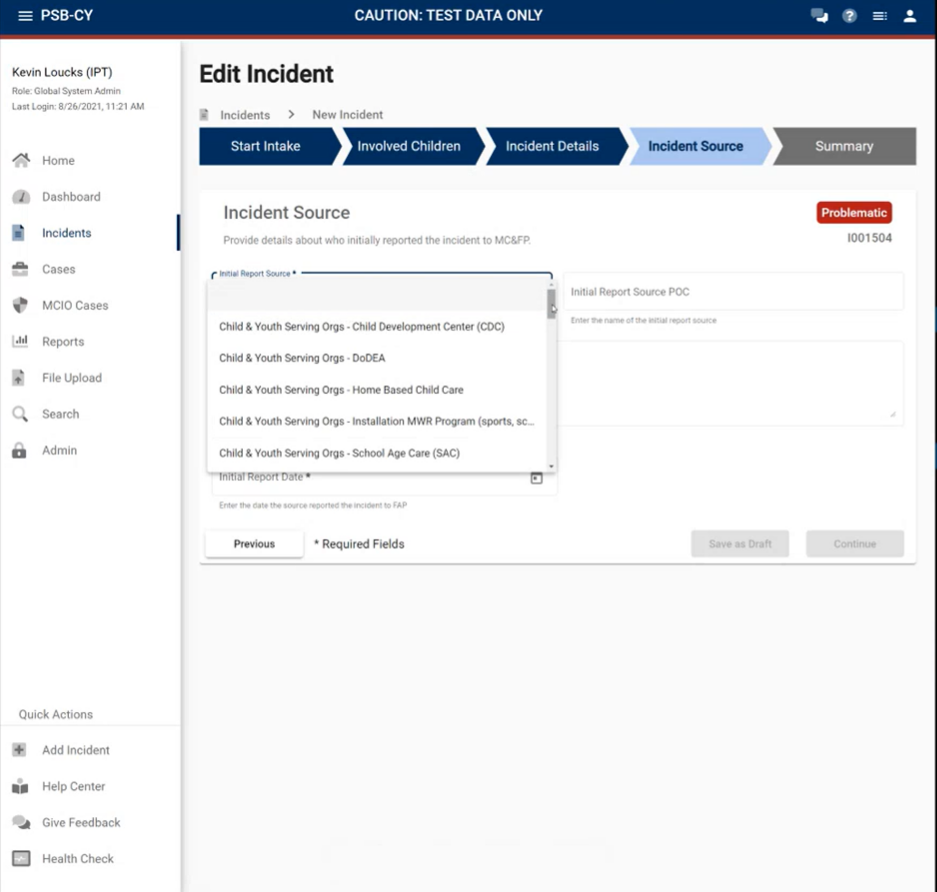 PSB-CY
CAUTION: TEST DATA ONLY
Kevin Loucks (IPT)
Role: Global System Admin
Last Login: 8/26/2021, 11:21 AM
Home
Dashboard
Incidents
Cases
MCIO Cases
Reports
File Upload
Search
Admin
Quick Actions
Add Incident
Help Center
Give Feedback
Health Check
Edit Incident
Incidents > New Incident
Start Intake
Involved Children
Incident Details
Incident Source
Summary
Incident Source
Problematic
Provide details about who initially reported the incident to MC&FP.
I001504
Initial Report Source *
Child & Youth Serving Orgs - Child Development Center (CDC)
Child & Youth Serving Orgs - DoDEA
Child & Youth Serving Orgs - Home Based Child Care
Child & Youth Serving Orgs - Installation MWR Program (sports, sc...
Child & Youth Serving Orgs - School Age Care (SAC)
Initial Report Source POC
Enter the name of the initial report source
Initial Report Date *
Enter the date the source reported the incident to FAP
Previous
* Required Fields
Save as Draft
Continue